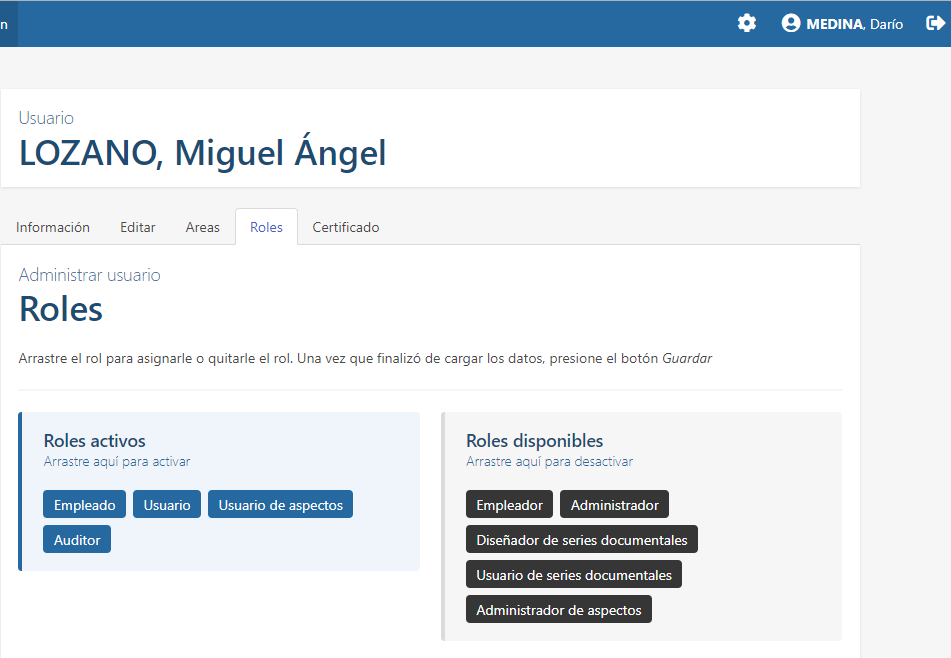 n
MEDINA, Darío
Usuario
LOZANO, Miguel Ángel
Información Editar Areas Roles Certificado
Administrar usuario
Roles
Arrastre el rol para asignarle o quitarle el rol. Una vez que finalizó de cargar los datos, presione el botón Guardar
Roles activos
Arrastre aquí para activar
Empleado Usuario Usuario de aspectos
Auditor
Roles disponibles
Arrastre aquí para desactivar
Empleador Administrador
Diseñador de series documentales
Usuario de series documentales
Administrador de aspectos